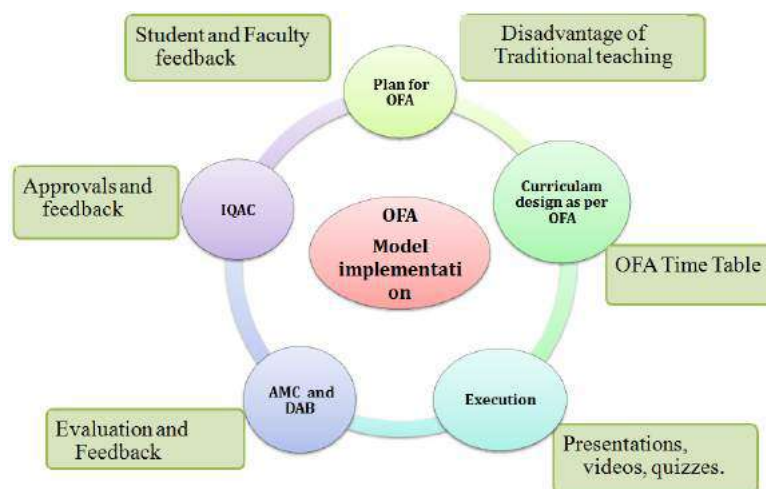 Student and Faculty
feedback
Disadvantage of
Traditional teaching
Plan for
OFA
Approvals and
feedback
IQAC
Curriculam
design as per
OFA
OFA
Model
implementati
on
OFA Time Table
AMC and
DAB
Execution
Evaluation and
Feedback
Presentations,
videos, quizzes.